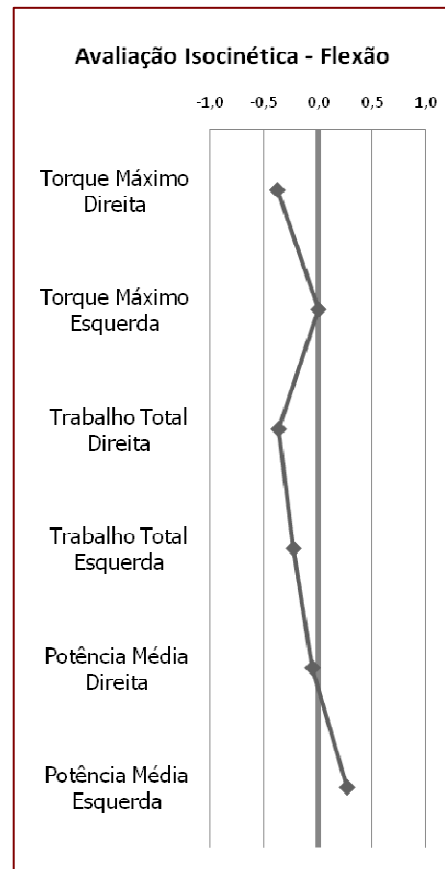 Avaliação Isocinética - Flexão
-1,0 -0,5 0,0 0,5 1,0
Torque Máximo
Direita
Torque Máximo
Esquerda
Trabalho Total
Direita
Trabalho Total
Esquerda
Potência Média
Direita
Potência Média
Esquerda